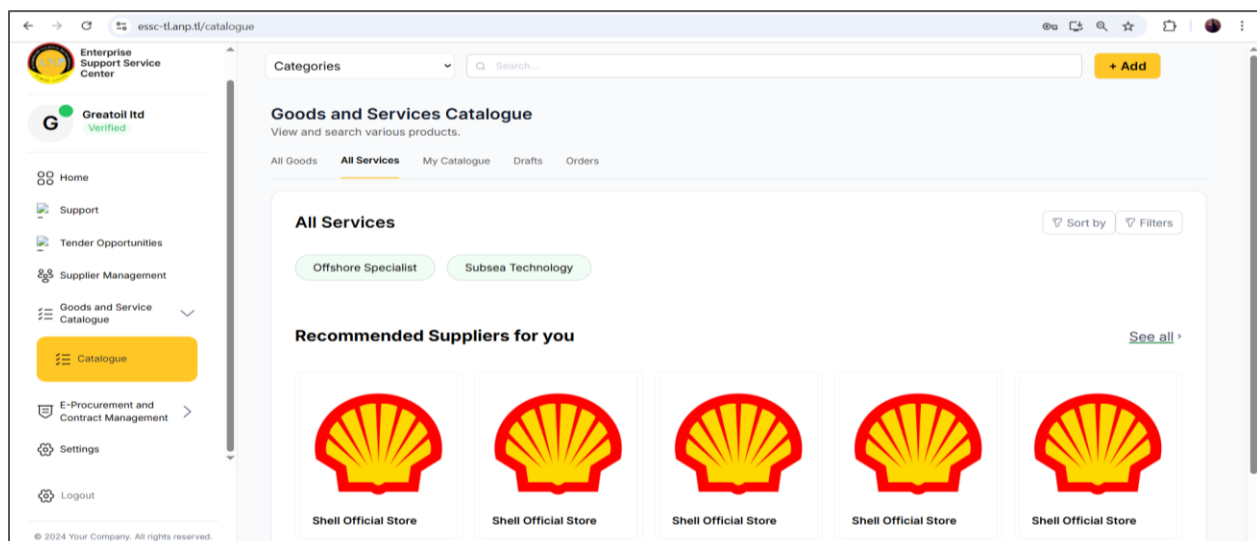 essc-tl.anp.tl/catalogue
Enterprise
Support Service
Center
G
Greatoil ltd
Verified
Home
Support
Tender Opportunities
Supplier Management
Goods and Service
Catalogue
Catalogue
E-Procurement and
Contract Management
Settings
Logout
© 2024 Your Company. All rights reserved.
Categories
Search...
+ Add
Goods and Services Catalogue
View and search various products.
All Goods All Services My Catalogue Drafts Orders
All Services
Sort by Filters
Offshore Specialist Subsea Technology
Recommended Suppliers for you
See all ›
Shell Official Store Shell Official Store Shell Official Store Shell Official Store Shell Official Store